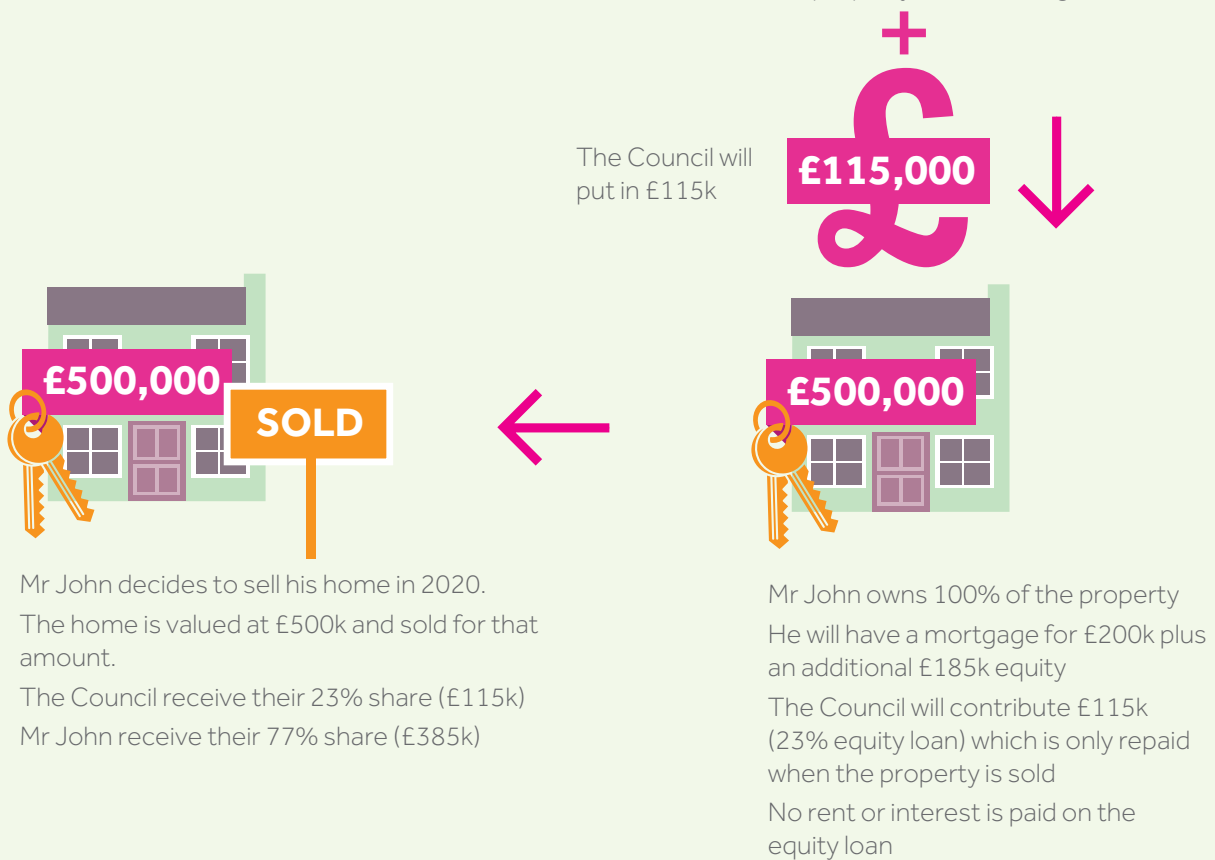 +
The Council will
put in £115k
£115,000
£500,000
Mr John owns 100% of the property
He will have a mortgage for £200k plus
an additional £185k equity
The Council will contribute £115k
(23% equity loan) which is only repaid
when the property is sold
No rent or interest is paid on the
equity loan
£500,000
SOLD
Mr John decides to sell his home in 2020.
The home is valued at £500k and sold for that
amount.
The Council receive their 23% share (£115k)
Mr John receive their 77% share (£385k)